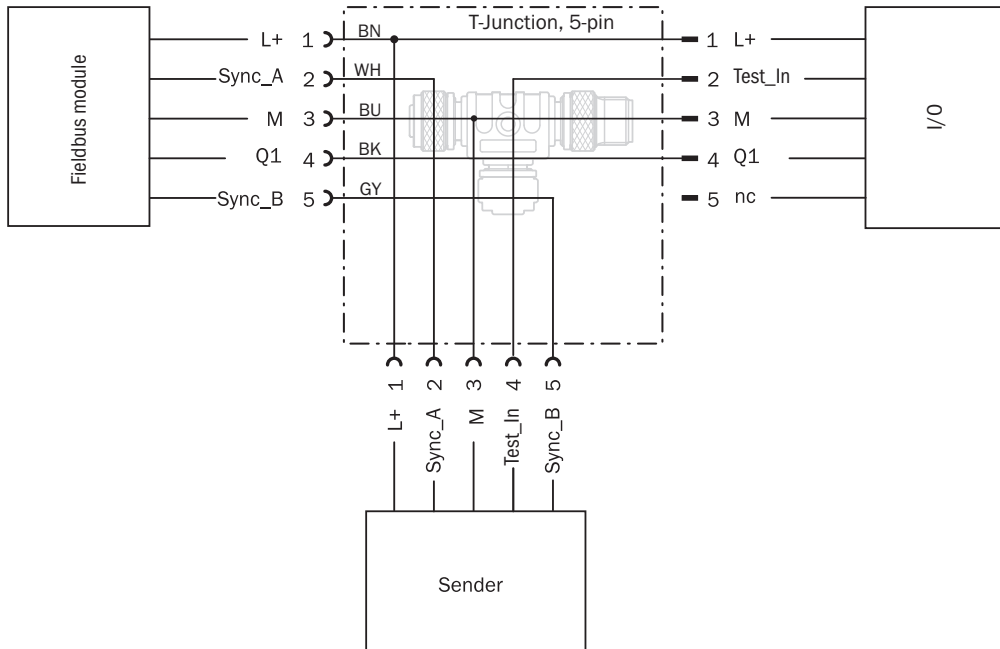 T-Junction, 5-pin
Fieldbus module
L+ 1 BN 1 L+
Sync_A 2 WH 2 Test_In
M 3 BU 3 M
Q1 4 BK 4 Q1
Sync_B 5 GY 5 nc
I/O
1 2 3 4 5
L+ Sync_A M Test_In Sync_B
Sender